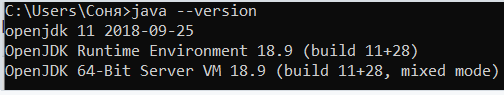 C:\Users\Соня>java --version
openjdk 11 2018-09-25
OpenJDK Runtime Environment 18.9 (build 11+28)
OpenJDK 64-Bit Server VM 18.9 (build 11+28, mixed mode)